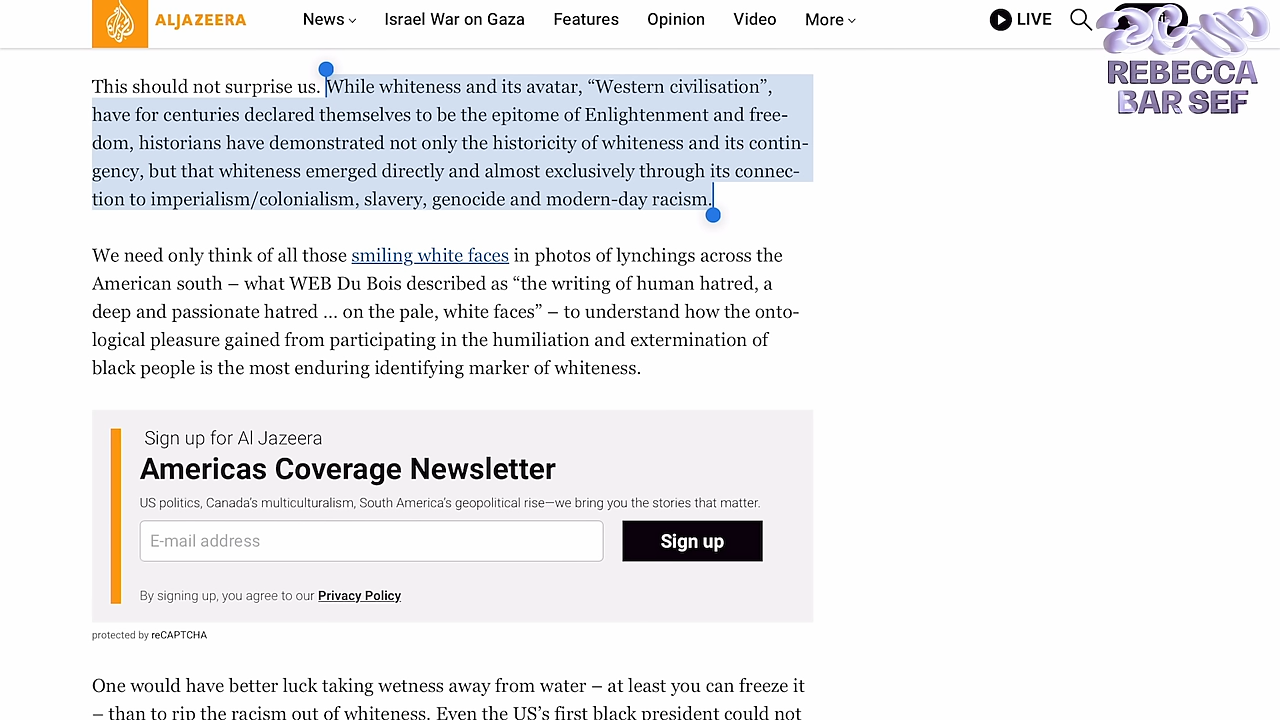 ALJAZEERA
News
Israel War on Gaza
Features
Opinion
Video
More
LIVE
REBECCA
BAR SEF
This should not surprise us. While whiteness and its avatar, “Western civilisation”,
have for centuries declared themselves to be the epitome of Enlightenment and free-
dom, historians have demonstrated not only the historicity of whiteness and its contin-
gency, but that whiteness emerged directly and almost exclusively through its connec-
tion to imperialism/colonialism, slavery, genocide and modern-day racism.
We need only think of all those smiling white faces in photos of lynchings across the
American south – what WEB Du Bois described as “the writing of human hatred, a
deep and passionate hatred ... on the pale, white faces” – to understand how the onto-
logical pleasure gained from participating in the humiliation and extermination of
black people is the most enduring identifying marker of whiteness.
Sign up for Al Jazeera
Americas Coverage Newsletter
US politics, Canada’s multiculturalism, South America’s geopolitical rise—we bring you the stories that matter.
E-mail address
Sign up
By signing up, you agree to our Privacy Policy
protected by reCAPTCHA
One would have better luck taking wetness away from water – at least you can freeze it
– than to rip the racism out of whiteness. Even the US’s first black president could not